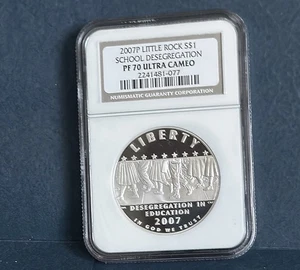 2007P LITTLE ROCK S$1
SCHOOL DESEGREGATION
PF 70 ULTRA CAMEO
2241481-077
NUMISMATIC GUARANTY CORPORATION
LIBERTY
DESEGREGATION IN
EDUCATION
2007
IN GOD WE TRUST